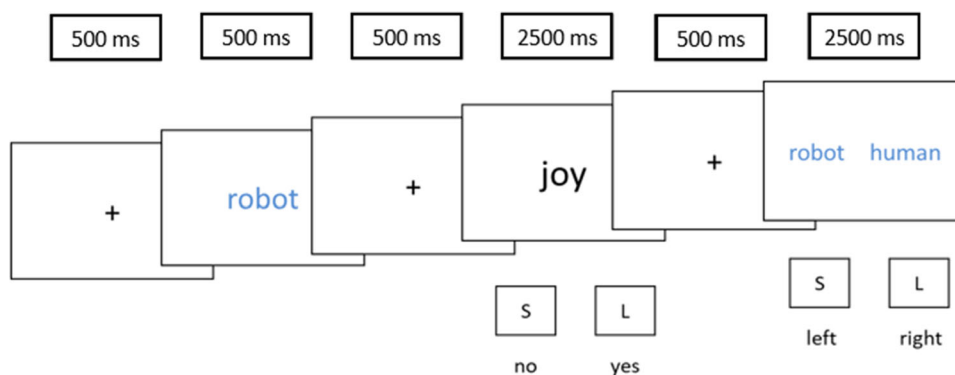 500 ms 500 ms 500 ms 2500 ms 500 ms 2500 ms
+ robot + joy + robot human
S L S L
no yes left right